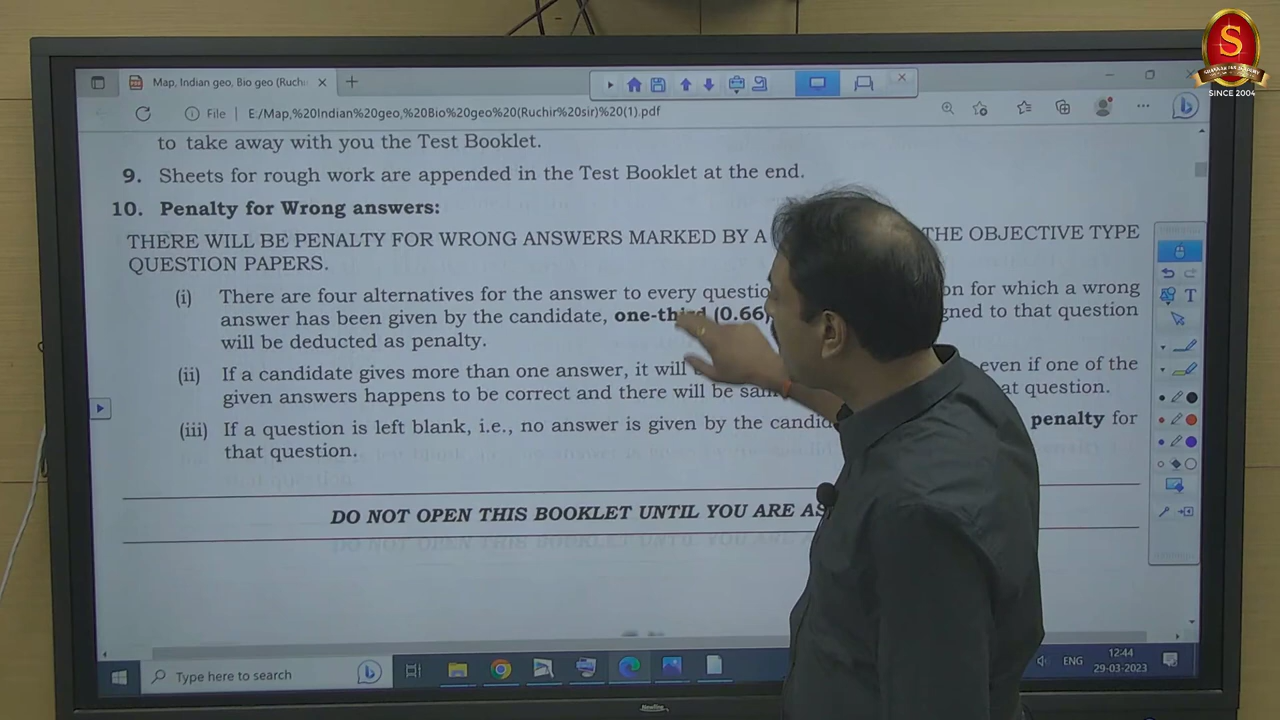 S
SHANKAR IAS ACADEMY
SINCE 2004
Map, Indian geo, Bio geo (Ruchi
File E:/Map,%20Indian%20geo,%20Bio%20geo%20(Ruchir%20sir)%20(1).pdf
to take away with you the Test Booklet.
9. Sheets for rough work are appended in the Test Booklet at the end.
10. Penalty for Wrong answers:
THERE WILL BE PENALTY FOR WRONG ANSWERS MARKED BY A THE OBJECTIVE TYPE
QUESTION PAPERS.
(i) There are four alternatives for the answer to every questio on for which a wrong
answer has been given by the candidate, one-third (0.66) gned to that question
will be deducted as penalty.
(ii) If a candidate gives more than one answer, it will even if one of the
given answers happens to be correct and there will be sam at question.
(iii) If a question is left blank, i.e., no answer is given by the candid penalty for
that question.
DO NOT OPEN THIS BOOKLET UNTIL YOU ARE AS
Type here to search
ENG
12:44
29-03-2023